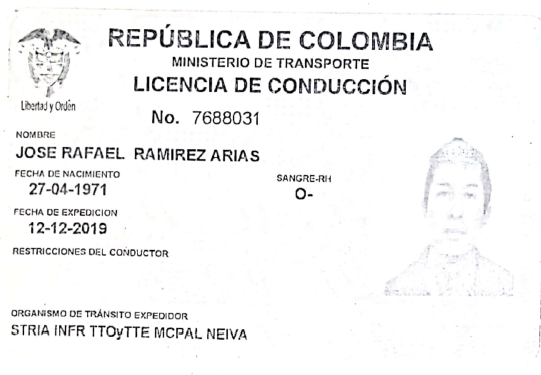 REPÚBLICA DE COLOMBIA
MINISTERIO DE TRANSPORTE
LICENCIA DE CONDUCCIÓN
Libertad y Orden
No. 7688031
NOMBRE
JOSE RAFAEL RAMIREZ ARIAS
FECHA DE NACIMIENTO
27-04-1971
SANGRE-RH
O-
FECHA DE EXPEDICION
12-12-2019
RESTRICCIONES DEL CONDUCTOR
ORGANISMO DE TRÁNSITO EXPEDIDOR
STRIA INFR TTOyTTE MCPAL NEIVA